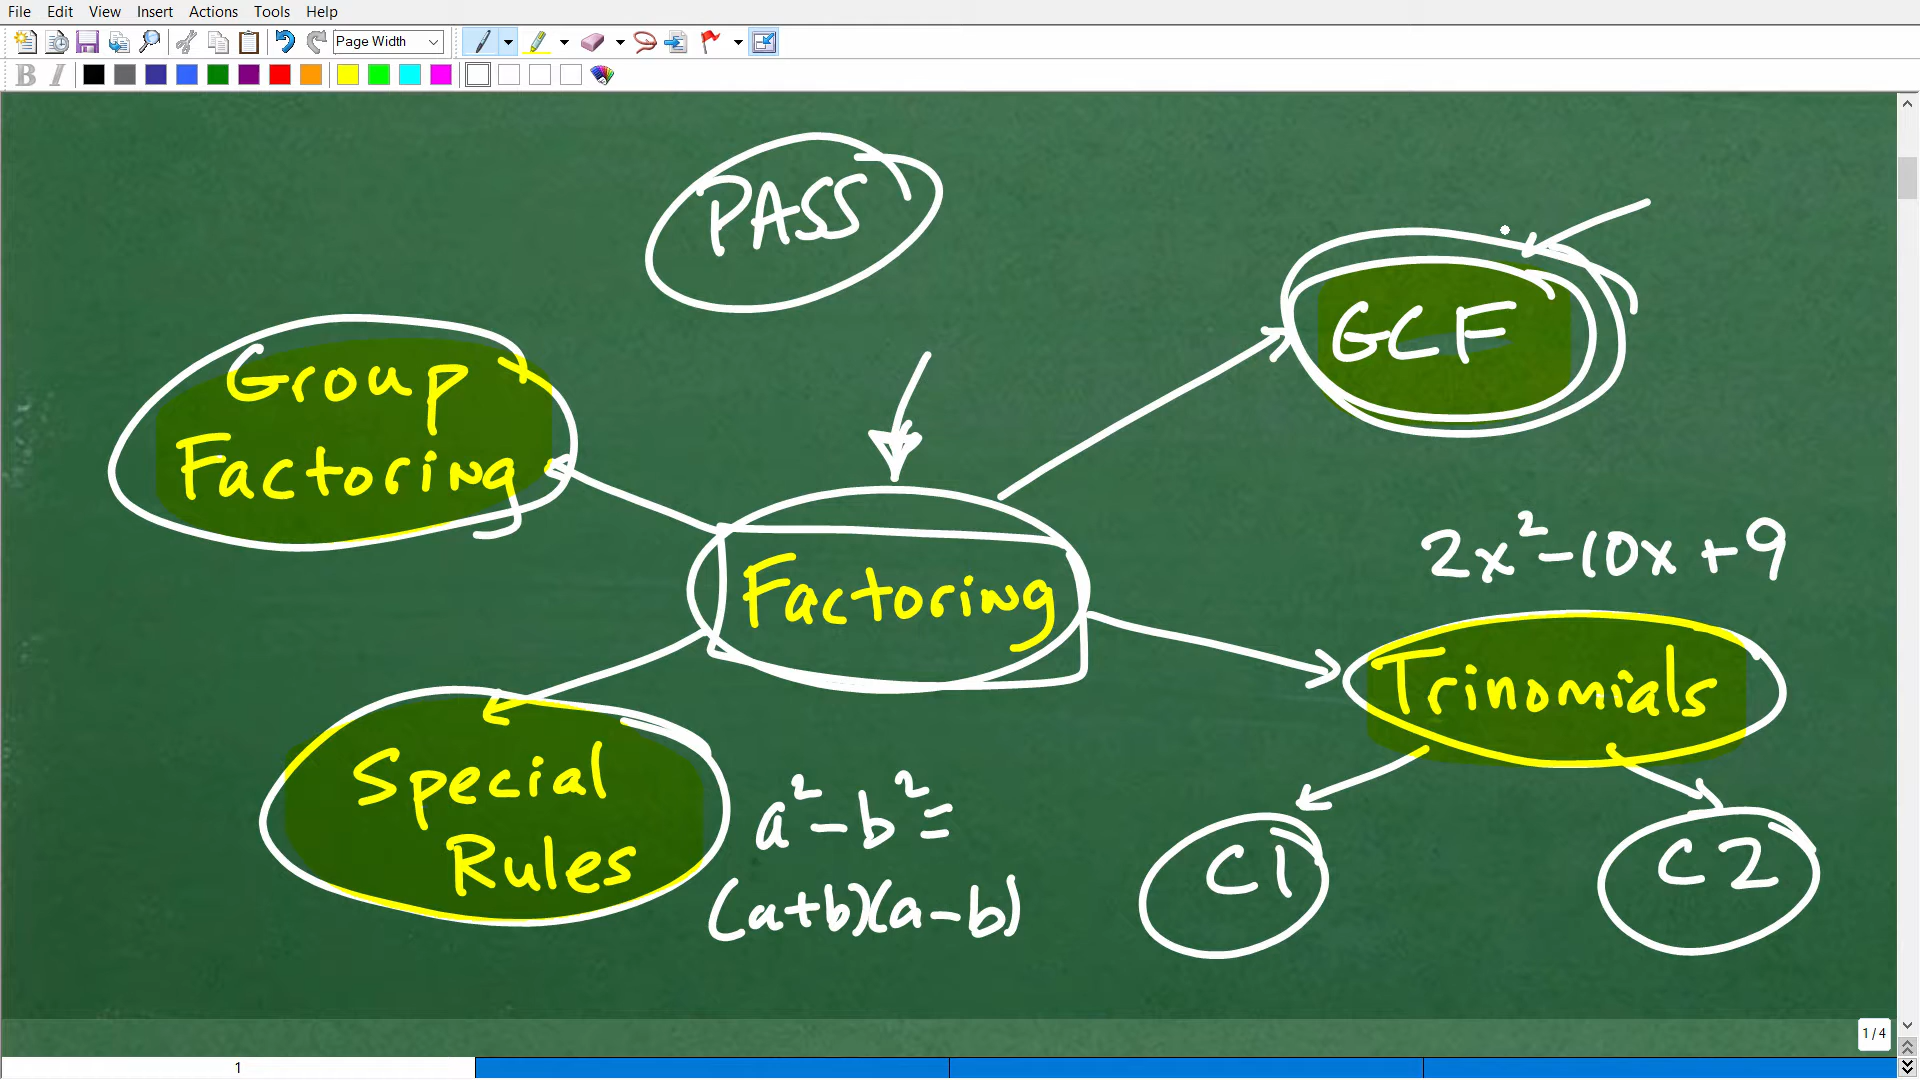 File Edit View Insert Actions Tools Help
Page Width
B I
PASS
GCF
Group
Factoring
Factoring
2x²-10x+9
Trinomials
Special
Rules
a²-b²=
(a+b)(a-b)
C1
C2
1/4
1